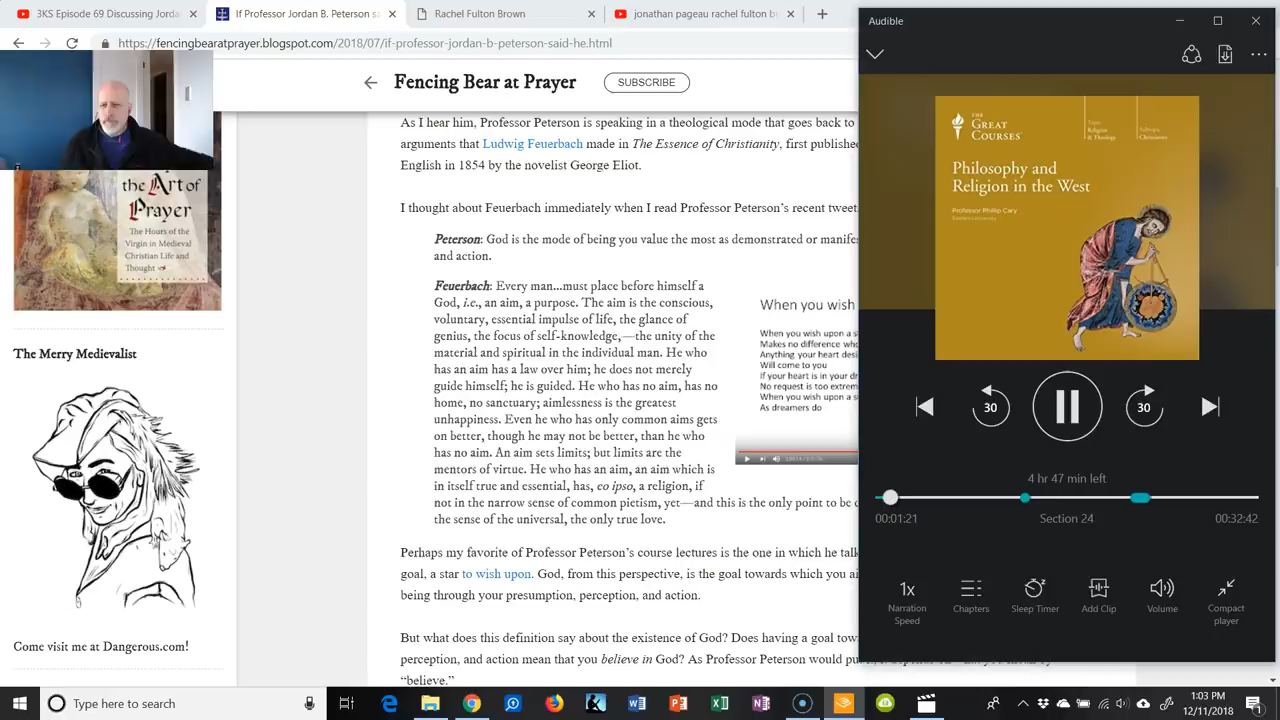 3KS Episode 69 Discussing Jordan
If Professor Jordan B. Peterson sa
Rachel Fulton Brown
jonathan pageau rachel fulton b
https://fencingbearatprayer.blogspot.com/2018/07/if-professor-jordan-b-peterson-said-he.html
Fencing Bear at Prayer
SUBSCRIBE
the Art of
Prayer
The Hours of the
Virgin in Medieval
Christian Life and
Thought
The Merry Medievalist
Come visit me at Dangerous.com!
As I hear him, Professor Peterson is speaking in a theological mode that goes back to
arguments that Ludwig Feuerbach made in The Essence of Christianity, first published
English in 1854 by the novelist George Eliot.
I thought about Feuerbach immediately when I read Professor Peterson's recent tweet
Peterson: God is the mode of being you value the most as demonstrated or manifes
and action.
Feuerbach: Every man...must place before himself a
God, i.e., an aim, a purpose. The aim is the conscious,
voluntary, essential impulse of life, the glance of
genius, the focus of self-knowledge,—the unity of the
material and spiritual in the individual man. He who
has an aim has a law over him; he does not merely
guide himself; he is guided. He who has no aim, has no
home, no sanctuary; aimlessness is the greatest
unhappiness. Even he who has only common aims gets
on better, though he may not be better, than he who
has no aim. An aim sets limits; but limits are the
mentors of virtue. He who has an aim, an aim which is
in itself true and essential, has, eo ipso, a religion, if
not in the narrow sense of common pietism, yet—and this is the only point to be c
the sense of the universal, the only true love.
When you wish
When you wish upon a s
Makes no difference who
Anything your heart desi
Will come to you
If your heart is in your dr
No request is too extrem
When you wish upon a s
As dreamers do
Perhaps my favorite of Professor Peterson's course lectures is the one in which he talk
goal, a star to wish upon. God, from this perspective, is the goal towards which you ai
being through your presumption, perception, and action.
But what does this definition say about the existence of God? Does having a goal tow
perception, and action mean that you believe in God? As Professor Peterson would pu
"believe."
Audible
THE
GREAT
COURSES
Topic
Religion
& Theology
Subtopic
Christianity
Philosophy and
Religion in the West
Professor Phillip Cary
Eastern University
30
30
4 hr 47 min left
00:01:21
Section 24
00:32:42
1x
Narration
Speed
Chapters
Sleep Timer
Add Clip
Volume
Compact
player
Type here to search
1:03 PM
12/11/2018